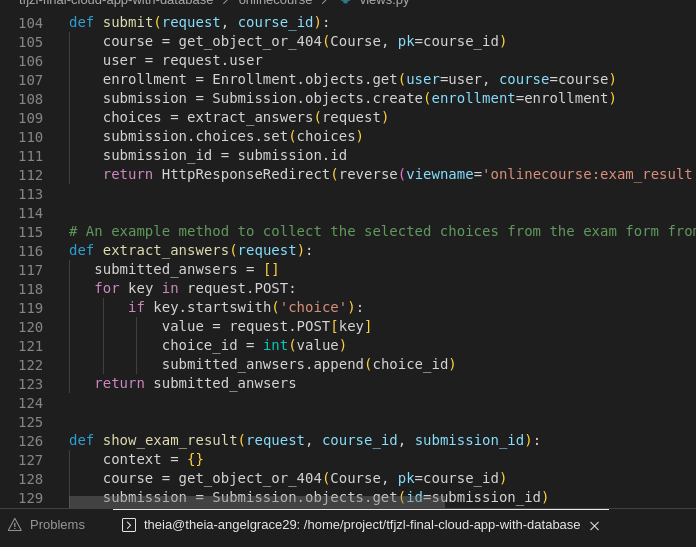 tfjzl-final-cloud-app-with-database > onlinecourse > views.py
104 def submit(request, course_id):
105     course = get_object_or_404(Course, pk=course_id)
106     user = request.user
107     enrollment = Enrollment.objects.get(user=user, course=course)
108     submission = Submission.objects.create(enrollment=enrollment)
109     choices = extract_answers(request)
110     submission.choices.set(choices)
111     submission_id = submission.id
112     return HttpResponseRedirect(reverse(viewname='onlinecourse:exam_result
113
114
115 # An example method to collect the selected choices from the exam form from
116 def extract_answers(request):
117    submitted_anwsers = []
118    for key in request.POST:
119        if key.startswith('choice'):
120            value = request.POST[key]
121            choice_id = int(value)
122            submitted_anwsers.append(choice_id)
123    return submitted_anwsers
124
125
126 def show_exam_result(request, course_id, submission_id):
127     context = {}
128     course = get_object_or_404(Course, pk=course_id)
129     submission = Submission.objects.get(id=submission_id)
Problems theia@theia-angelgrace29: /home/project/tfjzl-final-cloud-app-with-database